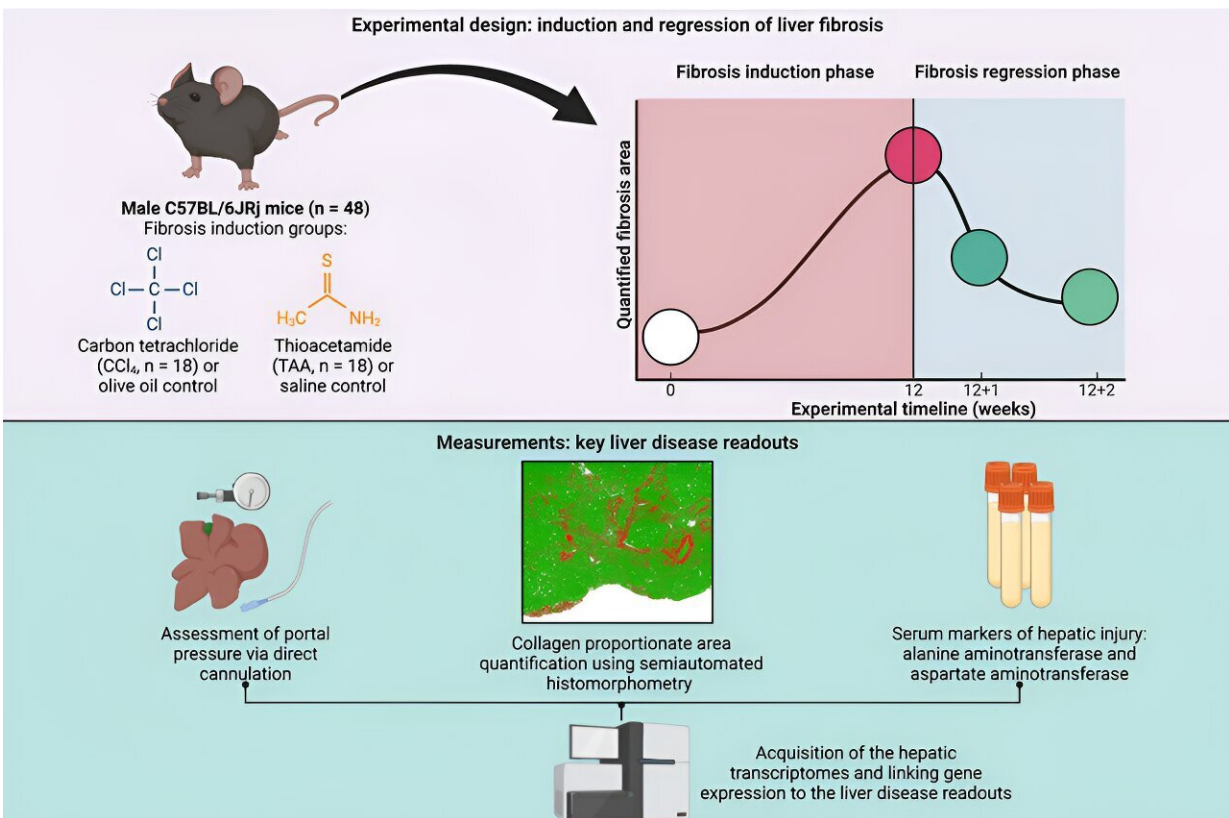 Experimental design: induction and regression of liver fibrosis
Male C57BL/6JRj mice (n = 48)
Fibrosis induction groups:
Cl
Cl—C—Cl
Cl
Carbon tetrachloride
(CCl₄, n = 18) or
olive oil control
S
H₃C
NH₂
Thioacetamide
(TAA, n = 18) or
saline control
Fibrosis induction phase
Fibrosis regression phase
Quantified fibrosis area
0
12
12+1
12+2
Experimental timeline (weeks)
Measurements: key liver disease readouts
Assessment of portal
pressure via direct
cannulation
Collagen proportionate area
quantification using semiautomated
histomorphometry
Serum markers of hepatic injury:
alanine aminotransferase and
aspartate aminotransferase
Acquisition of the hepatic
transcriptomes and linking gene
expression to the liver disease readouts